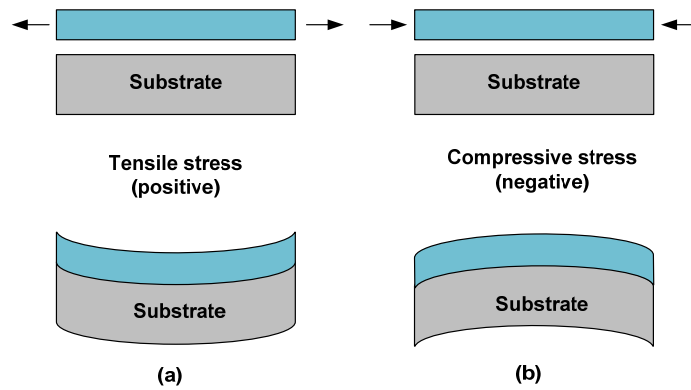 Substrate
Substrate
Tensile stress
(positive)
Compressive stress
(negative)
Substrate
Substrate
(a)
(b)